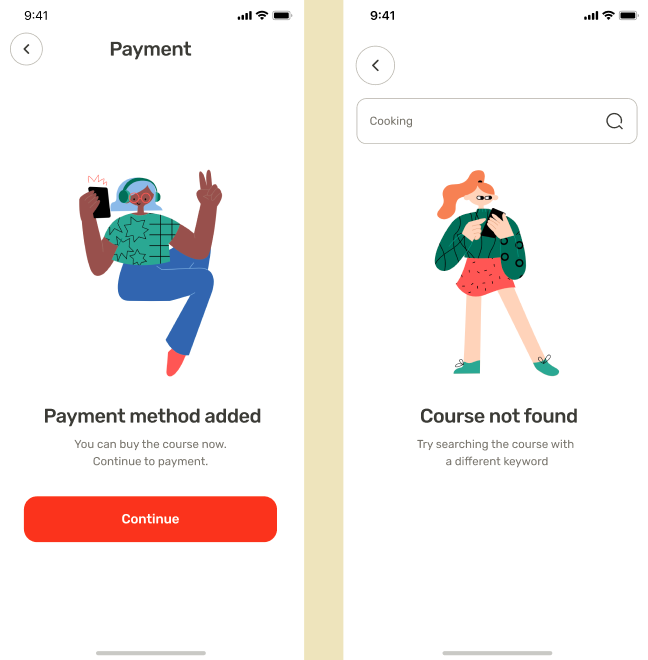 9:41
Payment
Payment method added
You can buy the course now.
Continue to payment.
Continue
9:41
Cooking
Course not found
Try searching the course with
a different keyword